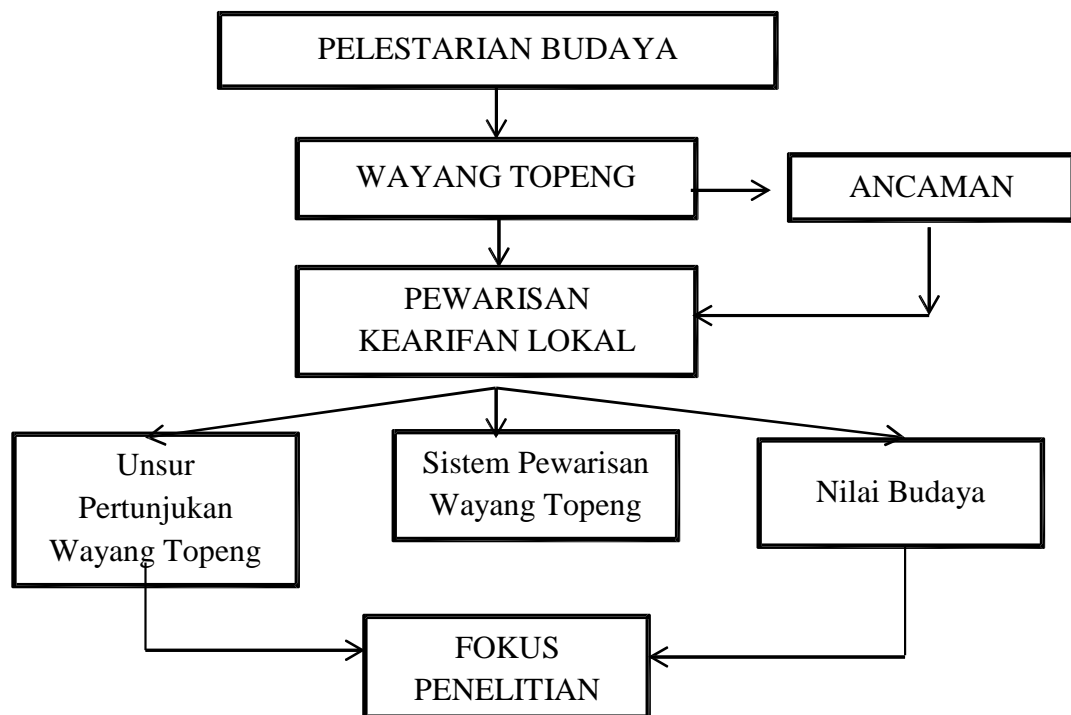 PELESTARIAN BUDAYA
WAYANG TOPENG
ANCAMAN
PEWARISAN
KEARIFAN LOKAL
Unsur
Pertunjukan
Wayang Topeng
Sistem Pewarisan
Wayang Topeng
Nilai Budaya
FOKUS
PENELITIAN